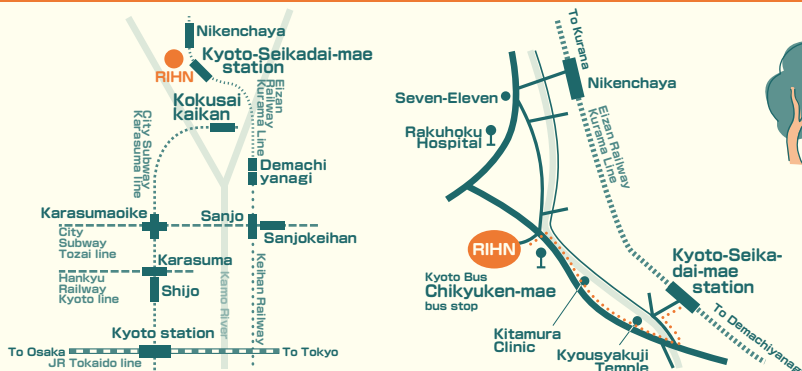 Nikenchaya
Kyoto-Seikadai-mae
station
RIHN
Eizan
Railway
Kurama Line
Kokusai
kaikan
City Subway
Karasuma line
Demachi
yanagi
Karasumaoike
Sanjo
City
Subway
Tozai line
Sanjokeihan
Karasuma
Hankyu
Railway
Kyoto line
Shijo
Kamo River
Keihan Railway
Kyoto station
To Osaka
To Tokyo
JR Tokaido line
To Kurana
Nikenchaya
Seven-Eleven
Rakuhoku
Hospital
Eizan Railway
Kurama Line
RIHN
Kyoto Bus
Chikyuken-mae
bus stop
Kyoto-Seika-
dai-mae
station
To Demachiyanag
Kitamura
Clinic
Kyousyakuji
Temple